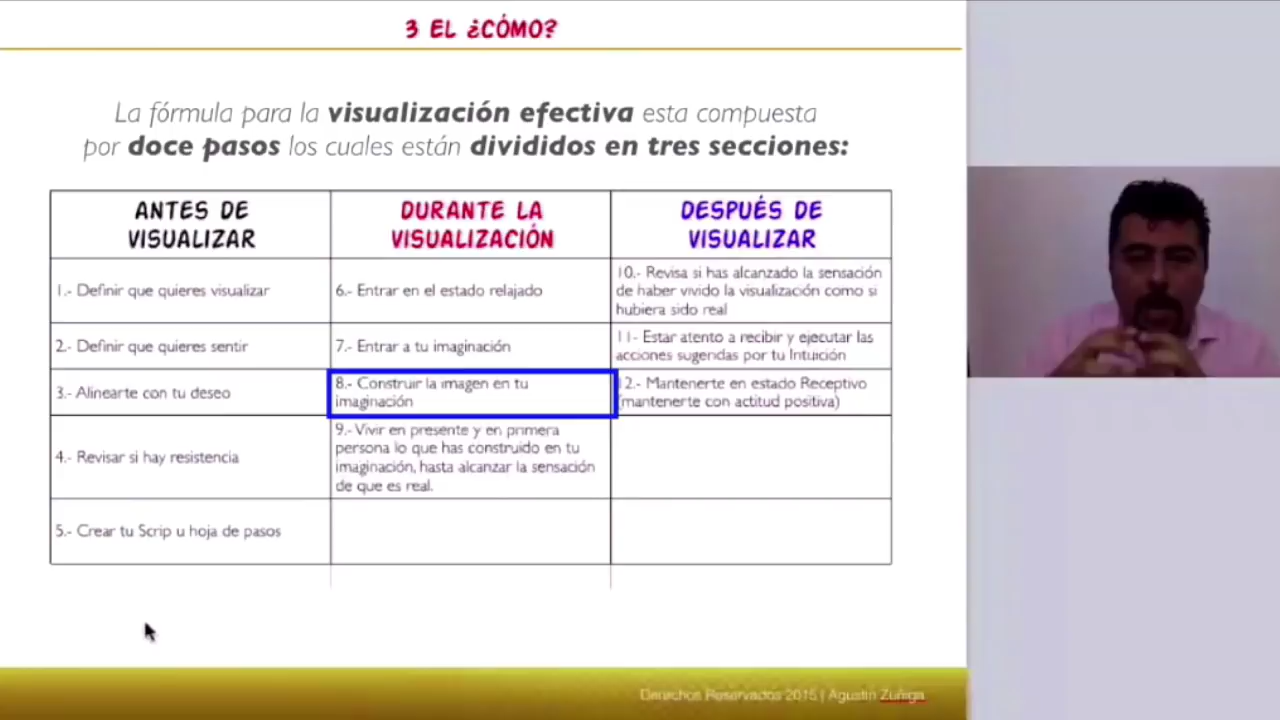 3 EL ¿CÓMO?
La fórmula para la visualización efectiva esta compuesta
por doce pasos los cuales están divididos en tres secciones:
ANTES DE
VISUALIZAR
DURANTE LA
VISUALIZACIÓN
DESPUÉS DE
VISUALIZAR
1.- Definir que quieres visualizar
6.- Entrar en el estado relajado
10.- Revisa si has alcanzado la sensación
de haber vivido la visualización como si
hubiera sido real
2.- Definir que quieres sentir
7.- Entrar a tu imaginación
11- Estar atento a recibir y ejecutar las
acciones sugeridas por tu Intuición
3.- Alinearte con tu deseo
8.- Construir la imagen en tu
imaginación
12.- Mantenerte en estado Receptivo
(mantenerte con actitud positiva)
4.- Revisar si hay resistencia
9.- Vivir en presente y en primera
persona lo que has construido en tu
imaginación, hasta alcanzar la sensación
de que es real.
5.- Crear tu Scrip u hoja de pasos
Derechos Reservados 2015 | Agustín Zuñiga